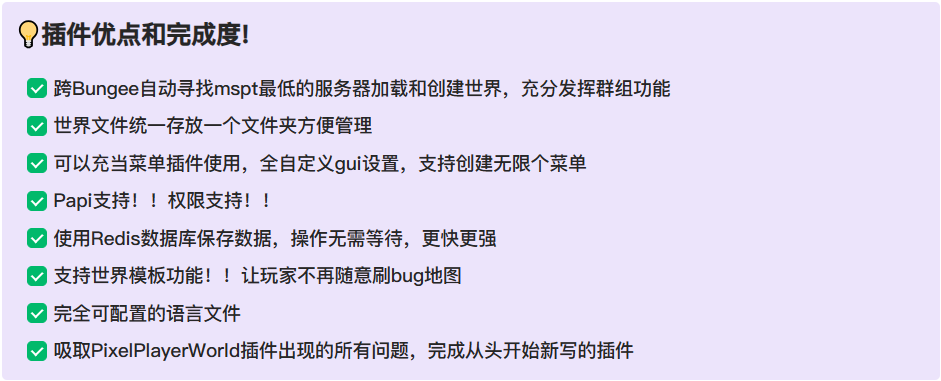 插件优点和完成度!
跨Bungee自动寻找mspt最低的服务器加载和创建世界，充分发挥群组功能
世界文件统一存放一个文件夹方便管理
可以充当菜单插件使用，全自定义gui设置，支持创建无限个菜单
Papi支持！！权限支持！！
使用Redis数据库保存数据，操作无需等待，更快更强
支持世界模板功能！！让玩家不再随意刷bug地图
完全可配置的语言文件
吸取PixelPlayerWorld插件出现的所有问题，完成从头开始新写的插件